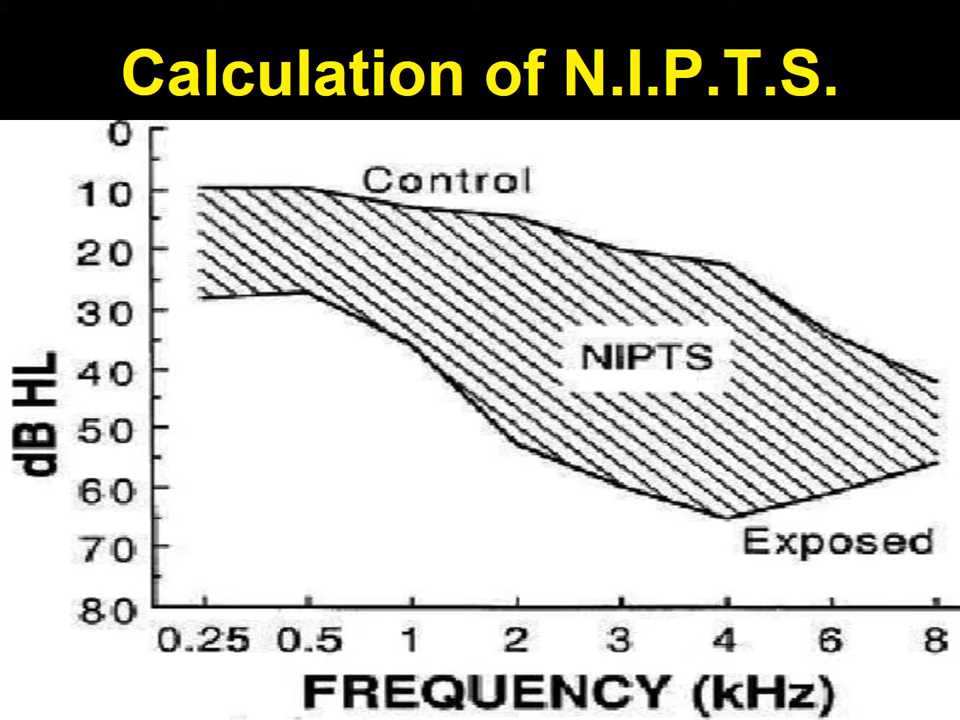 Calculation of N.I.P.T.S.
0
10
20
30
40
50
60
70
80
dB HL
Control
NIPTS
Exposed
0.25 0.5 1 2 3 4 6 8
FREQUENCY (kHz)